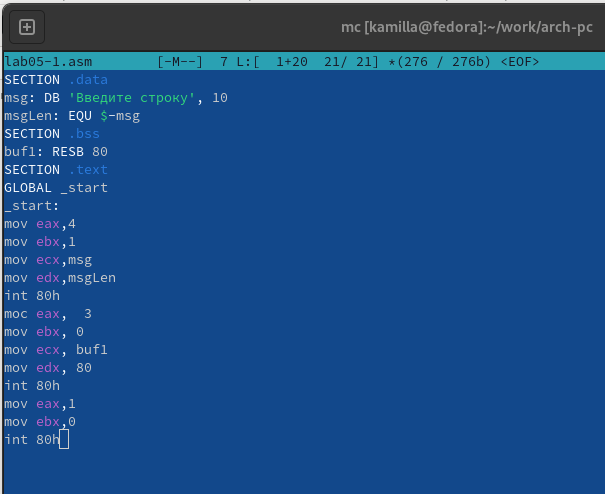 mc [kamilla@fedora]:~/work/arch-pc
lab05-1.asm [-M--] 7 L:[ 1+20 21/ 21] *(276 / 276b) <EOF>
SECTION .data
msg: DB 'Введите строку', 10
msgLen: EQU $-msg
SECTION .bss
buf1: RESB 80
SECTION .text
GLOBAL _start
_start:
mov eax,4
mov ebx,1
mov ecx,msg
mov edx,msgLen
int 80h
moc eax, 3
mov ebx, 0
mov ecx, buf1
mov edx, 80
int 80h
mov eax,1
mov ebx,0
int 80h